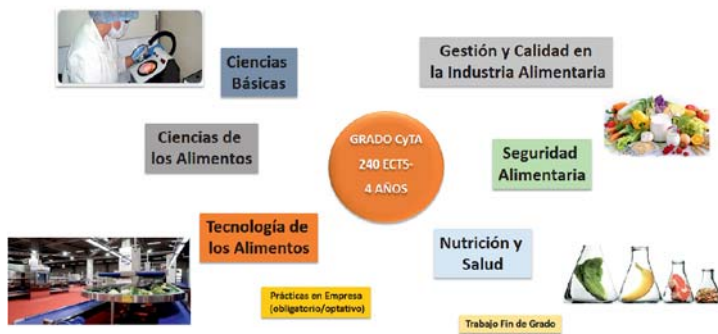 Ciencias
Básicas
Gestión y Calidad en
la Industria Alimentaria
Ciencias de
los Alimentos
GRADO CyTA
240 ECTS-
4 AÑOS
Seguridad
Alimentaria
Tecnología de
los Alimentos
Nutrición y
Salud
Prácticas en Empresa
(obligatorio/optativo)
Trabajo Fin de Grado